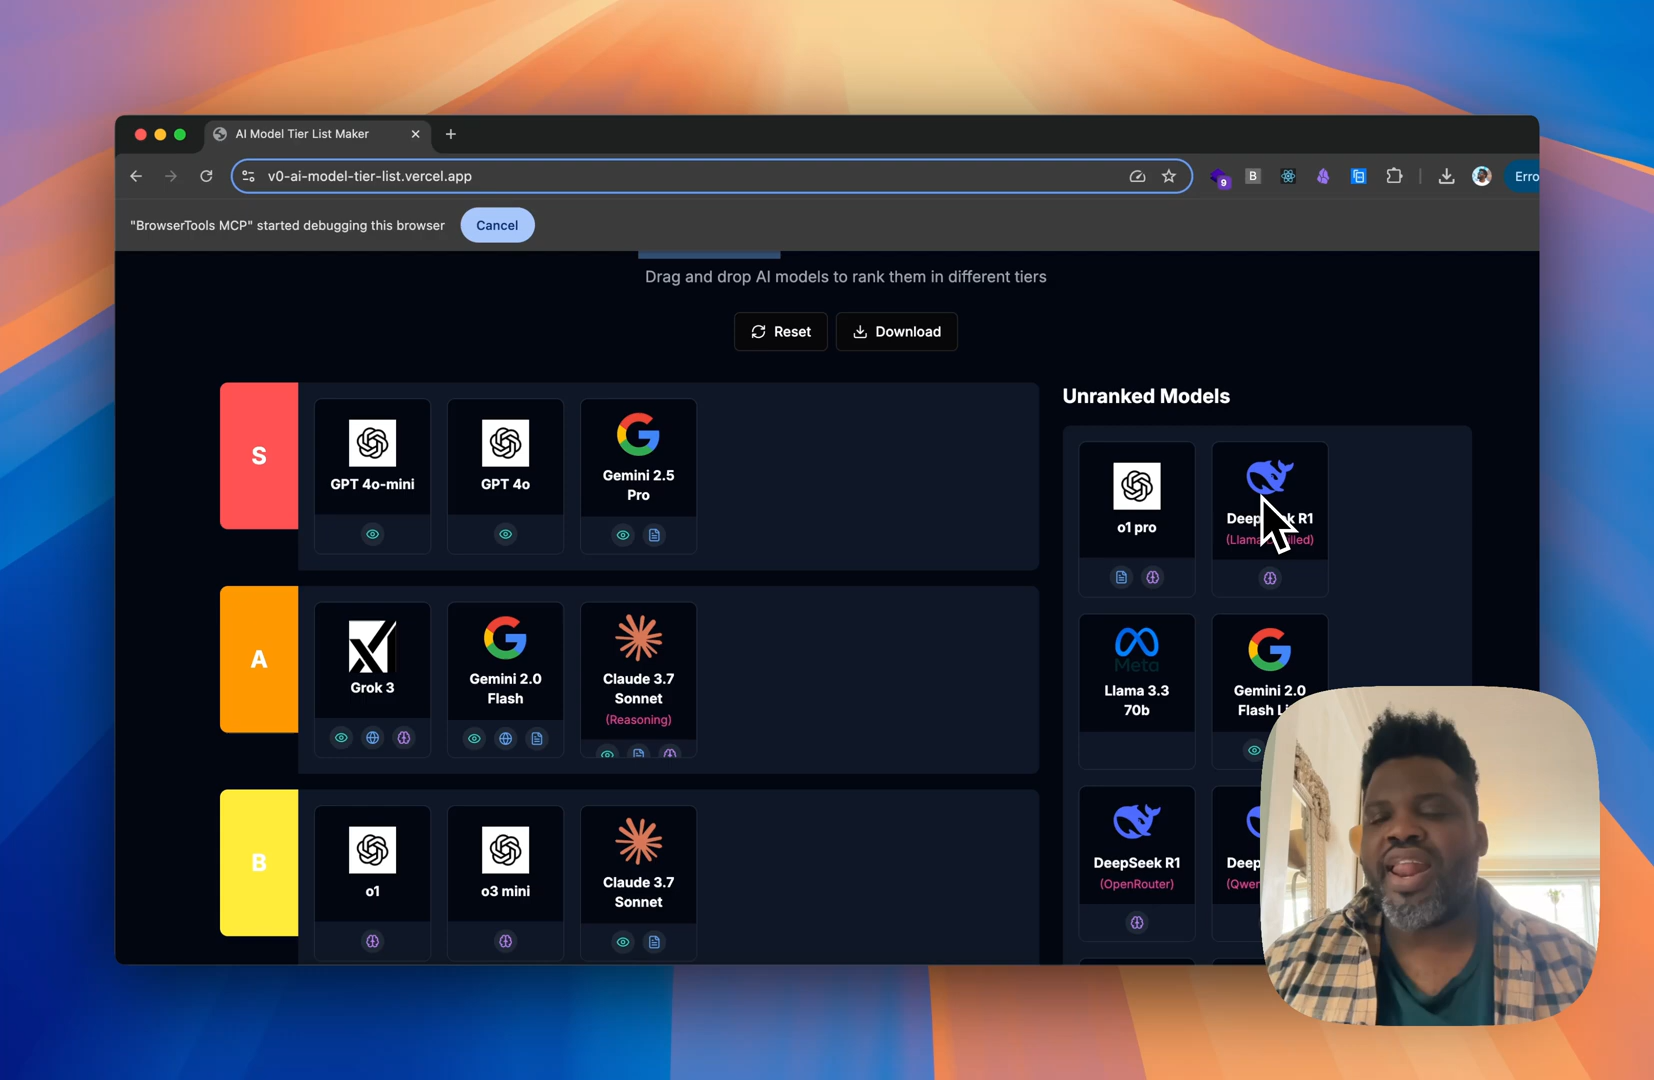 AI Model Tier List Maker
v0-ai-model-tier-list.vercel.app
9
B
Erro
"BrowserTools MCP" started debugging this browser
Cancel
Drag and drop AI models to rank them in different tiers
Reset
Download
S
GPT 4o-mini
GPT 4o
Gemini 2.5
Pro
A
Grok 3
Gemini 2.0
Flash
Claude 3.7
Sonnet
(Reasoning)
B
o1
o3 mini
Claude 3.7
Sonnet
Unranked Models
o1 pro
R1
Meta
Llama 3.3
70b
Gemini 2.0
Flash
DeepSeek R1
(OpenRouter)
Deep
(Qwen